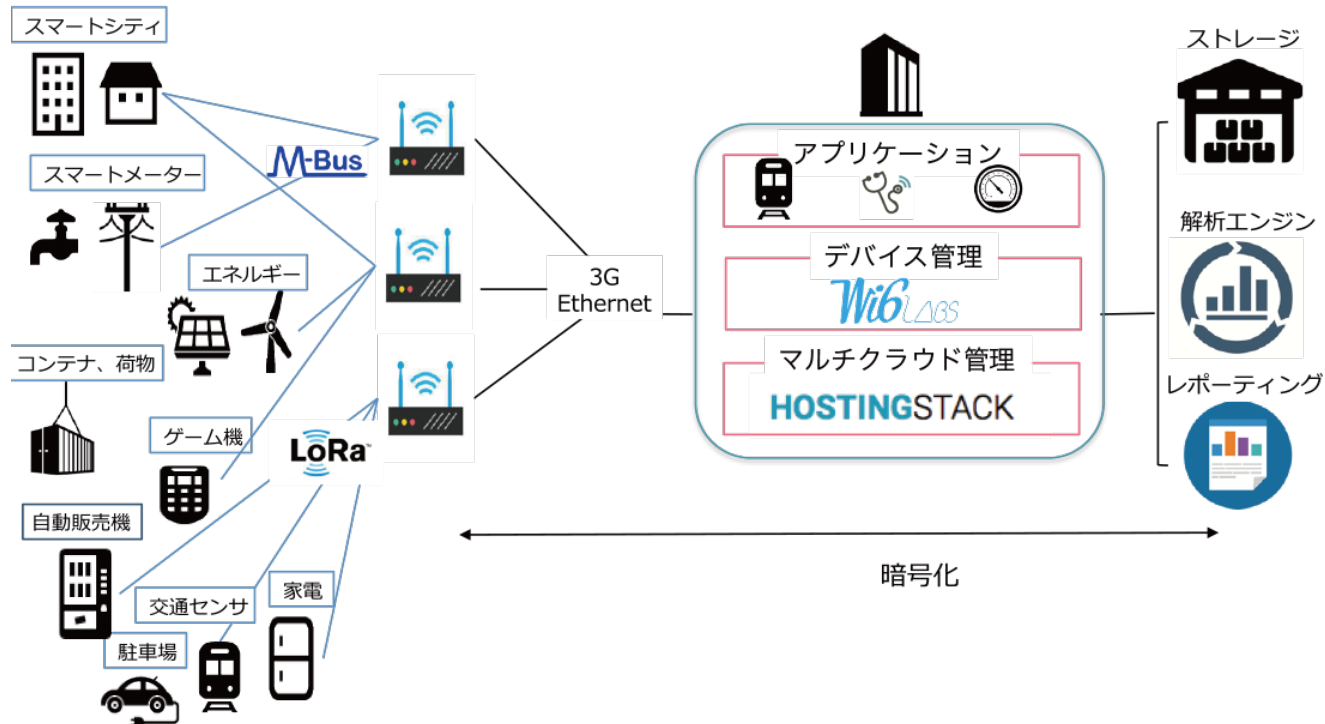 スマートシティ
スマートメーター
M-Bus
エネルギー
コンテナ、荷物
ゲーム機
LoRa™
自動販売機
交通センサ
家電
駐車場
3G
Ethernet
アプリケーション
デバイス管理
Wi6LABS
マルチクラウド管理
HOSTINGSTACK
暗号化
ストレージ
解析エンジン
レポーティング